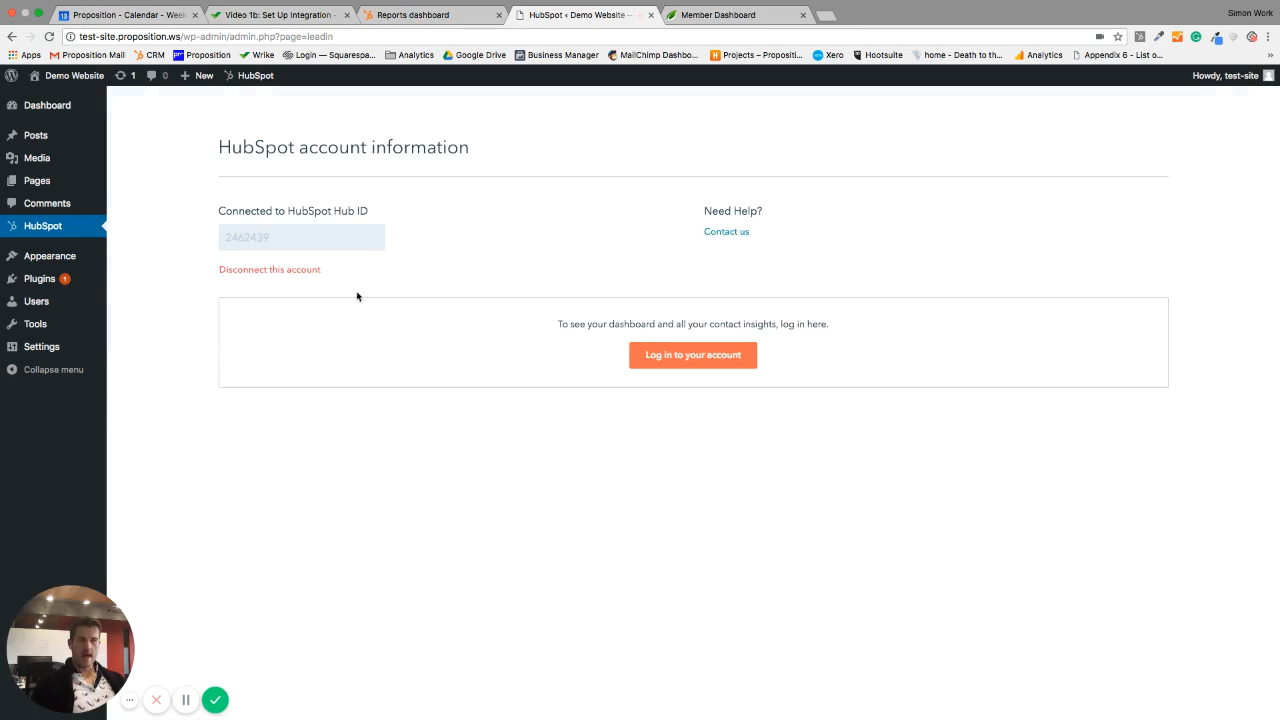 Proposition - Calendar - Week
Video 1b: Set Up Integration -
Reports dashboard
HubSpot ‹ Demo Website —
Member Dashboard
Simon Work
test-site.proposition.ws/wp-admin/admin.php?page=leadin
Apps
Proposition Mail
CRM
Proposition
Wrike
Login — Squarespa...
Analytics
Google Drive
Business Manager
MailChimp Dashbo...
Projects – Propositi...
Xero
Hootsuite
home - Death to th...
Analytics
Appendix 6 - List o...
»
Demo Website
1
0
New
HubSpot
Howdy, test-site
Dashboard
Posts
Media
Pages
Comments
HubSpot
Appearance
Plugins 1
Users
Tools
Settings
Collapse menu
HubSpot account information
Connected to HubSpot Hub ID
2462439
Disconnect this account
Need Help?
Contact us
To see your dashboard and all your contact insights, log in here.
Log in to your account